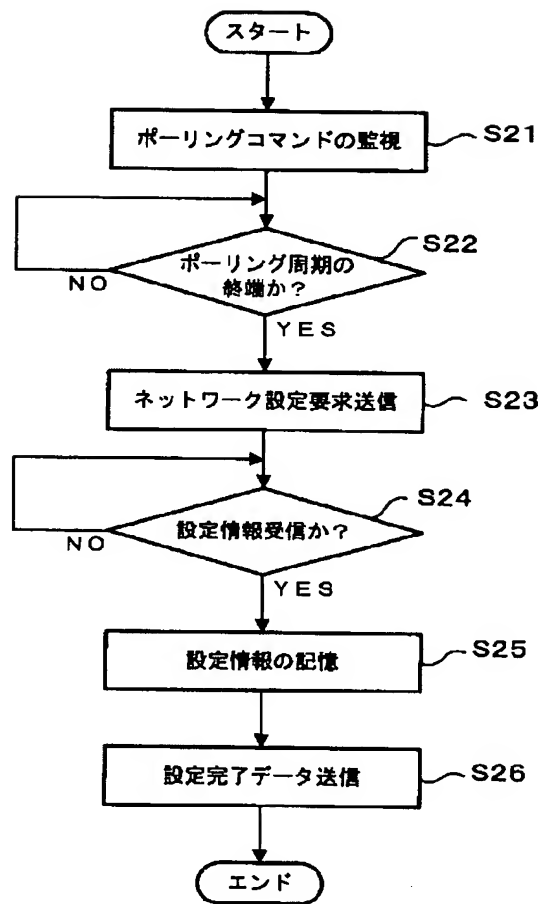 スタート
ポーリングコマンドの監視
S21
S22
ポーリング周期の
終端か?
NO
YES
ネットワーク設定要求送信
S23
S24
設定情報受信か?
NO
YES
設定情報の記憶
S25
設定完了データ送信
S26
エンド